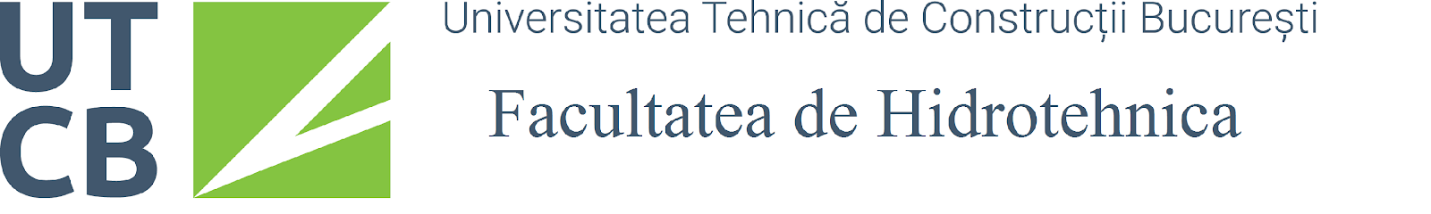 UT
CB
Universitatea Tehnică de Construcții București
Facultatea de Hidrotehnica